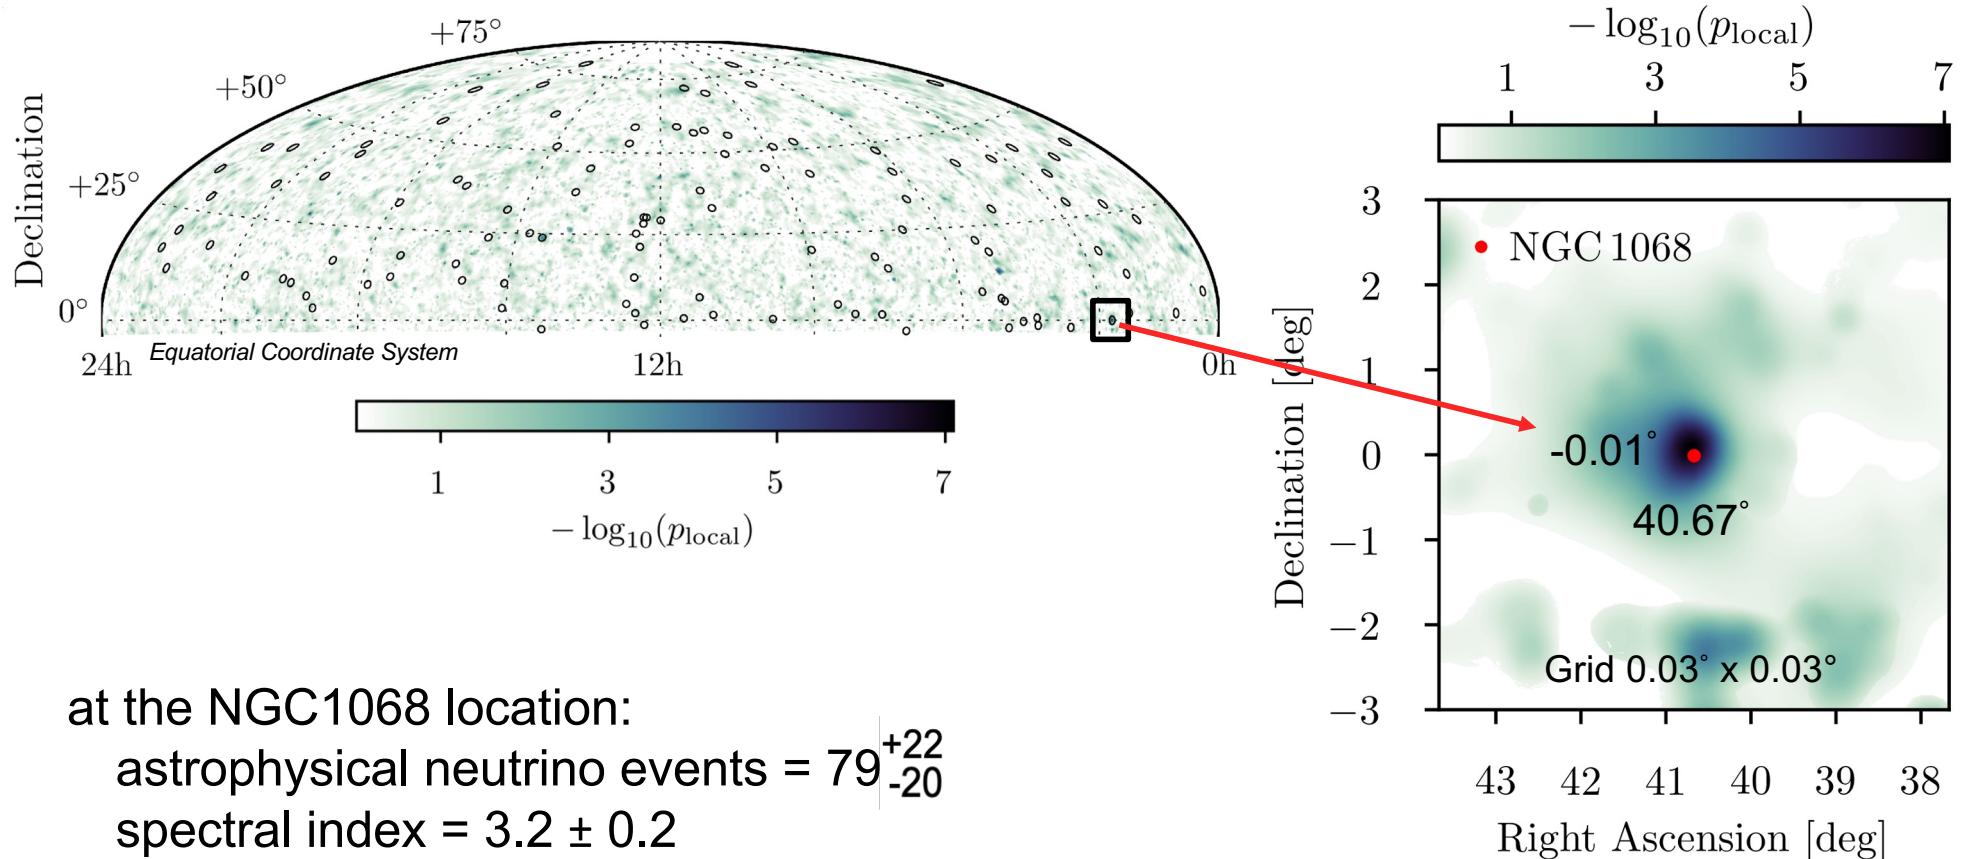 +75°
+50°
+25°
0°
Declination
24h
Equatorial Coordinate System
12h
0h
1
3
5
7
− log₁₀(p_local)
− log₁₀(p_local)
1
3
5
7
3
2
1
0
−1
−2
−3
Declination [deg]
NGC 1068
-0.01°
40.67°
Grid 0.03° x 0.03°
43
42
41
40
39
38
Right Ascension [deg]
at the NGC1068 location:
astrophysical neutrino events = 79 +22 -20
spectral index = 3.2 ± 0.2